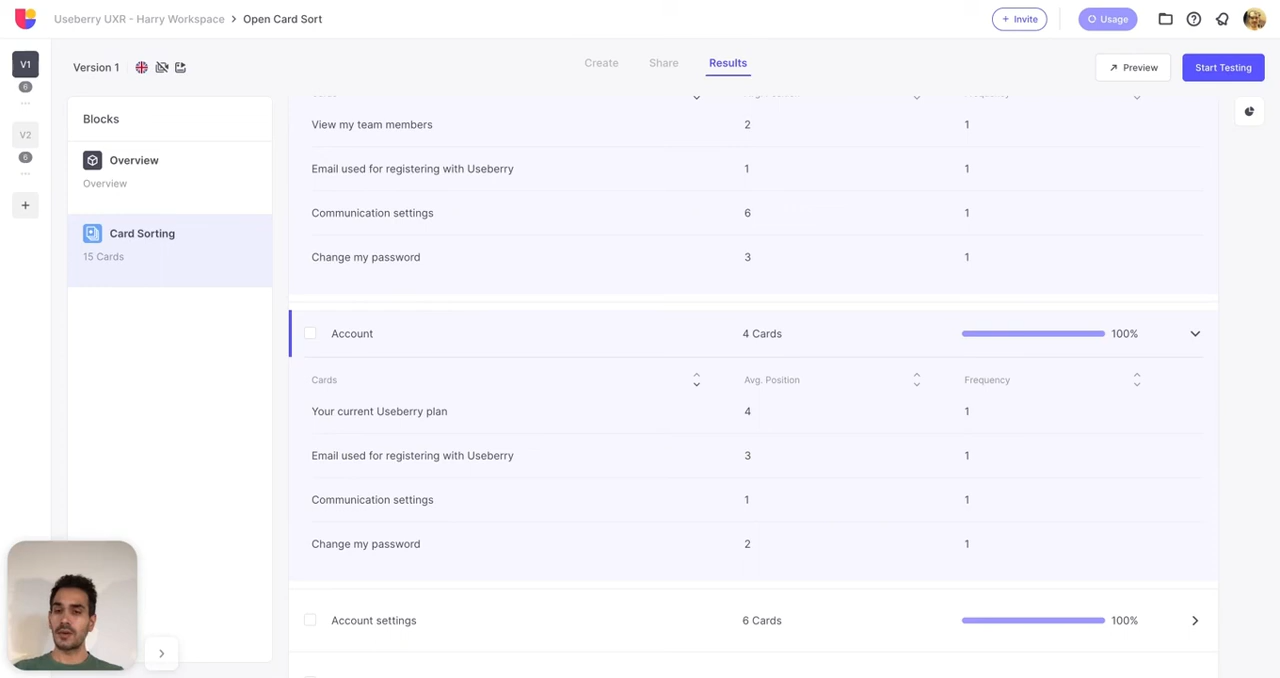 Useberry UXR - Harry Workspace > Open Card Sort
+ Invite
Usage
V1
6
...
V2
6
...
+
Version 1
Create
Share
Results
Preview
Start Testing
Blocks
Overview
Overview
Card Sorting
15 Cards
View my team members 2 1
Email used for registering with Useberry 1 1
Communication settings 6 1
Change my password 3 1
Account 4 Cards 100%
Cards Avg. Position Frequency
Your current Useberry plan 4 1
Email used for registering with Useberry 3 1
Communication settings 1 1
Change my password 2 1
Account settings 6 Cards 100%